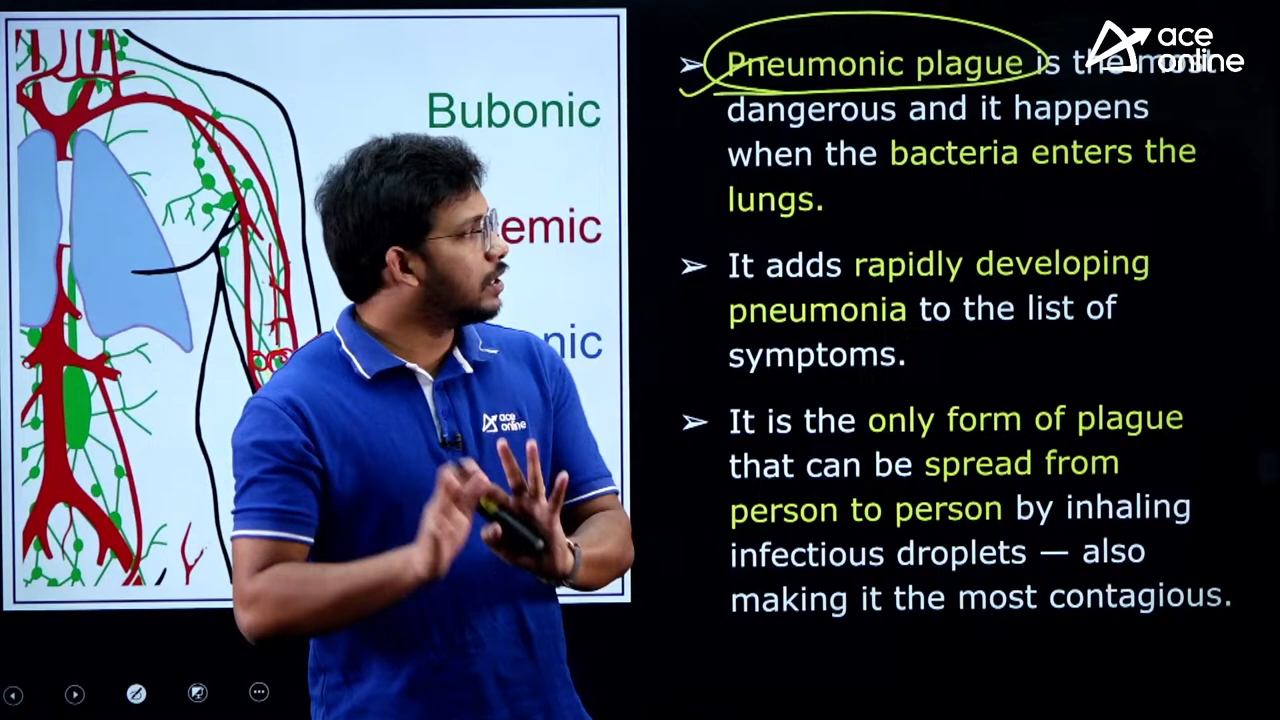 Bubonic
emic
nic
ace
online
ace
online
➢ Pneumonic plague is the most
dangerous and it happens
when the bacteria enters the
lungs.
➢ It adds rapidly developing
pneumonia to the list of
symptoms.
➢ It is the only form of plague
that can be spread from
person to person by inhaling
infectious droplets — also
making it the most contagious.